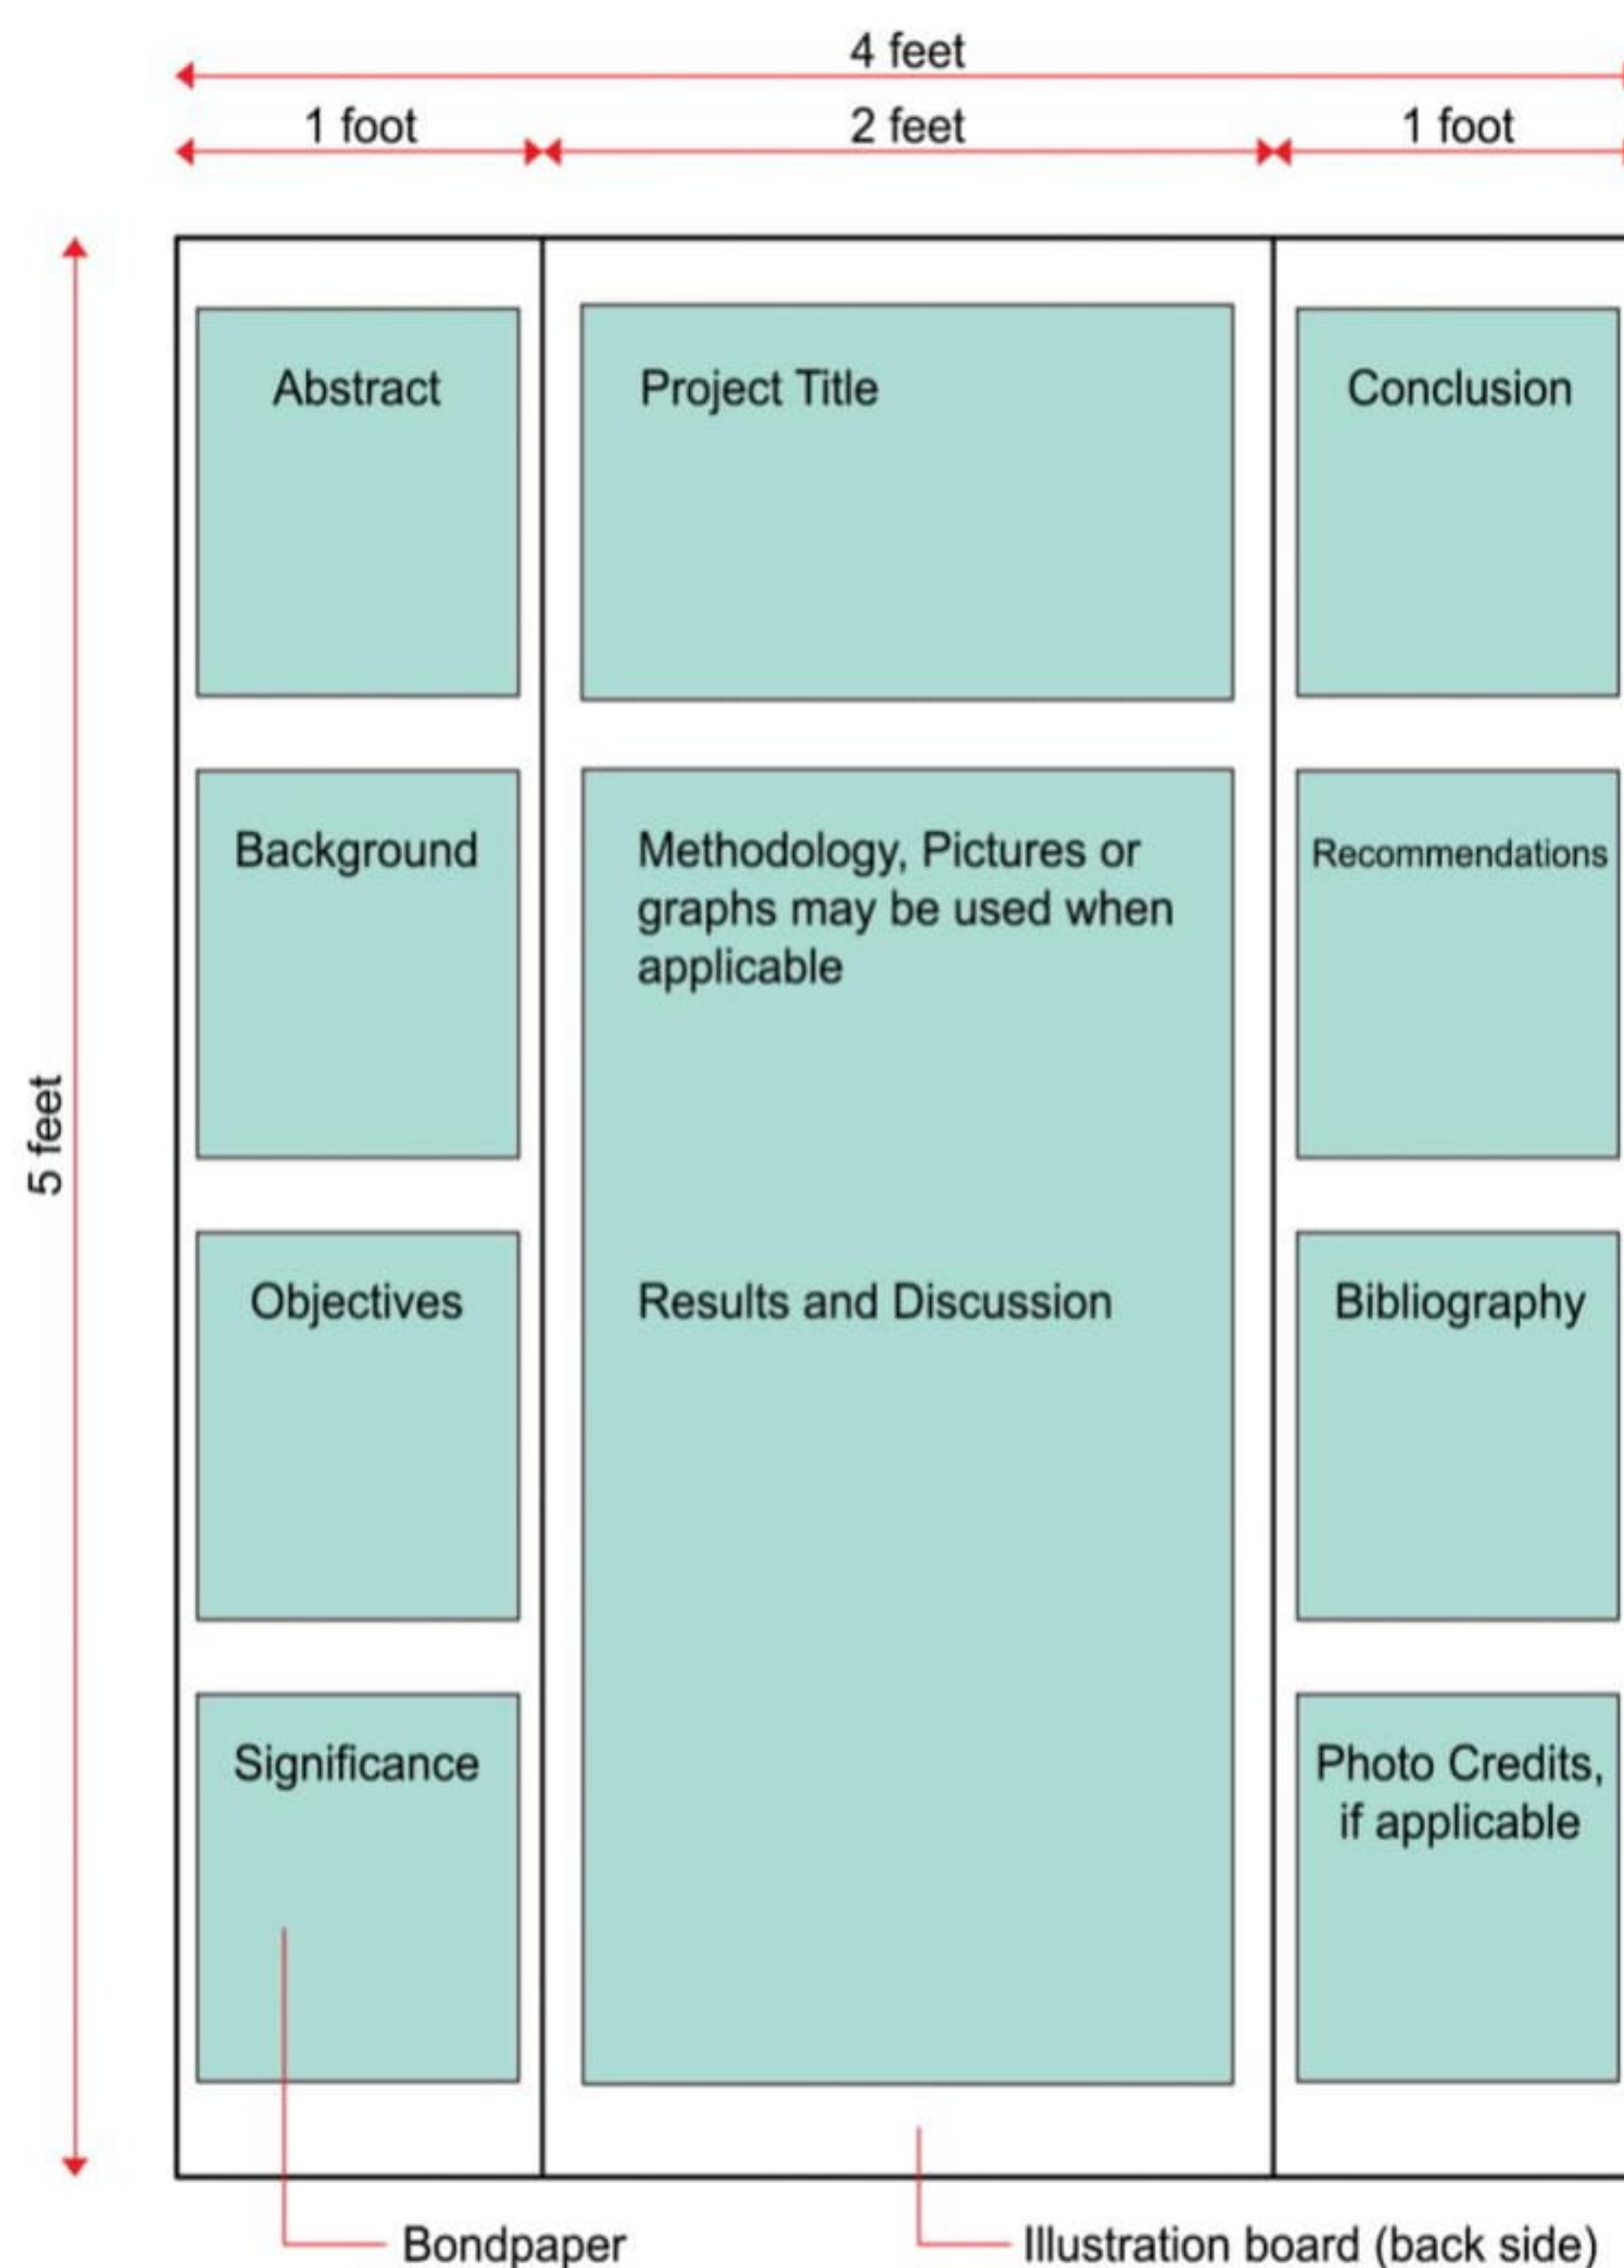 4 feet
1 foot
2 feet
1 foot
5 feet
Abstract
Project Title
Conclusion
Background
Methodology, Pictures or
graphs may be used when
applicable
Recommendations
Objectives
Results and Discussion
Bibliography
Significance
Photo Credits,
if applicable
Bondpaper
Illustration board (back side)